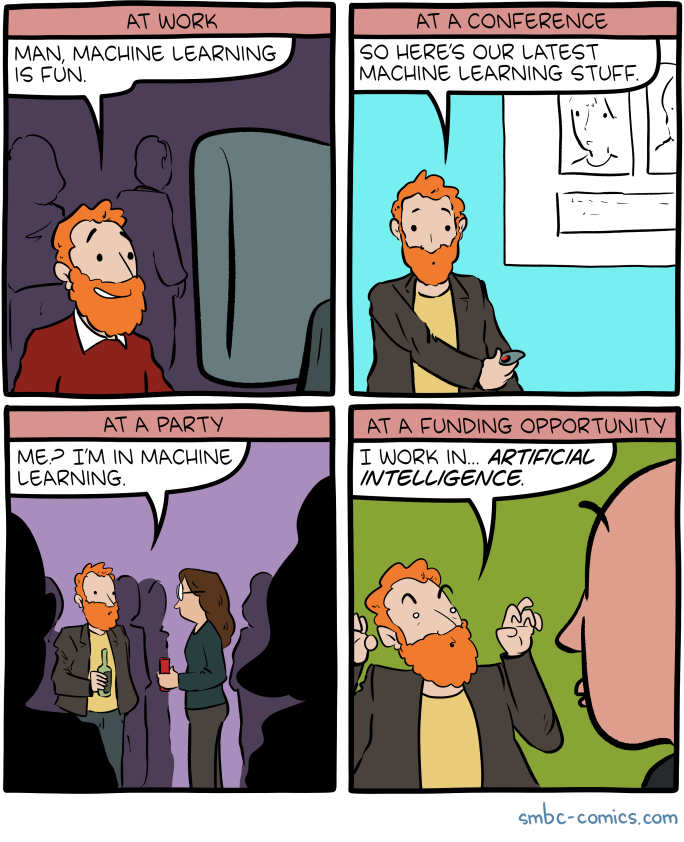 AT WORK
MAN, MACHINE LEARNING
IS FUN.
AT A CONFERENCE
SO HERE'S OUR LATEST
MACHINE LEARNING STUFF.
AT A PARTY
ME? I'M IN MACHINE
LEARNING.
AT A FUNDING OPPORTUNITY
I WORK IN... ARTIFICIAL
INTELLIGENCE.
smbc-comics.com